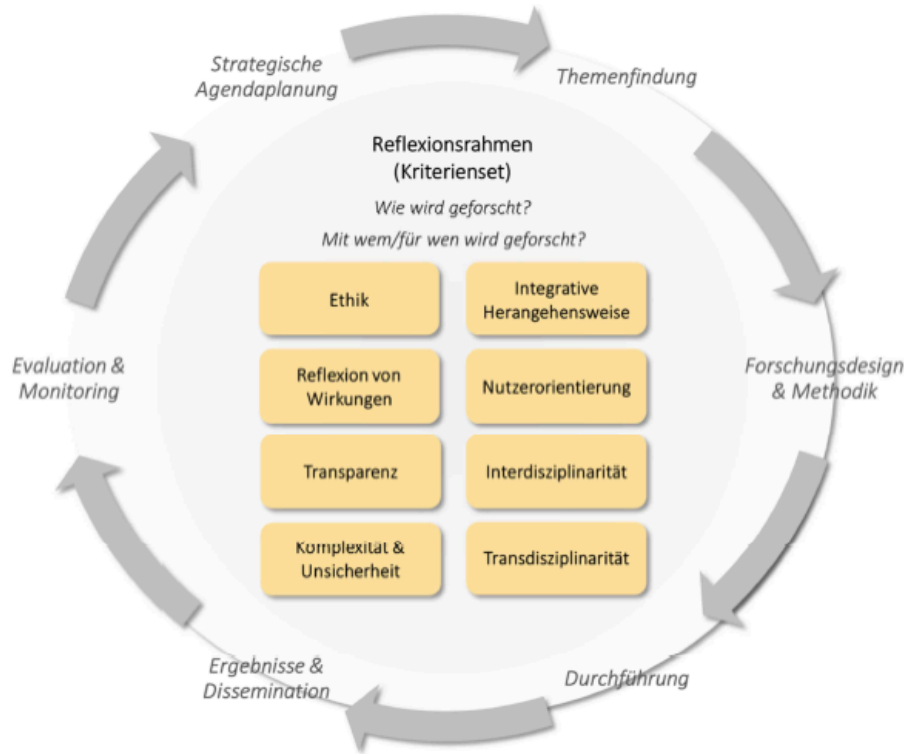 Strategische
Agendaplanung
Themenfindung
Reflexionsrahmen
(Kriterienset)
Wie wird geforscht?
Mit wem/für wen wird geforscht?
Ethik
Integrative
Herangehensweise
Reflexion von
Wirkungen
Nutzerorientierung
Transparenz
Interdisziplinarität
Komplexität &
Unsicherheit
Transdisziplinarität
Evaluation &
Monitoring
Forschungsdesign
& Methodik
Ergebnisse &
Dissemination
Durchführung